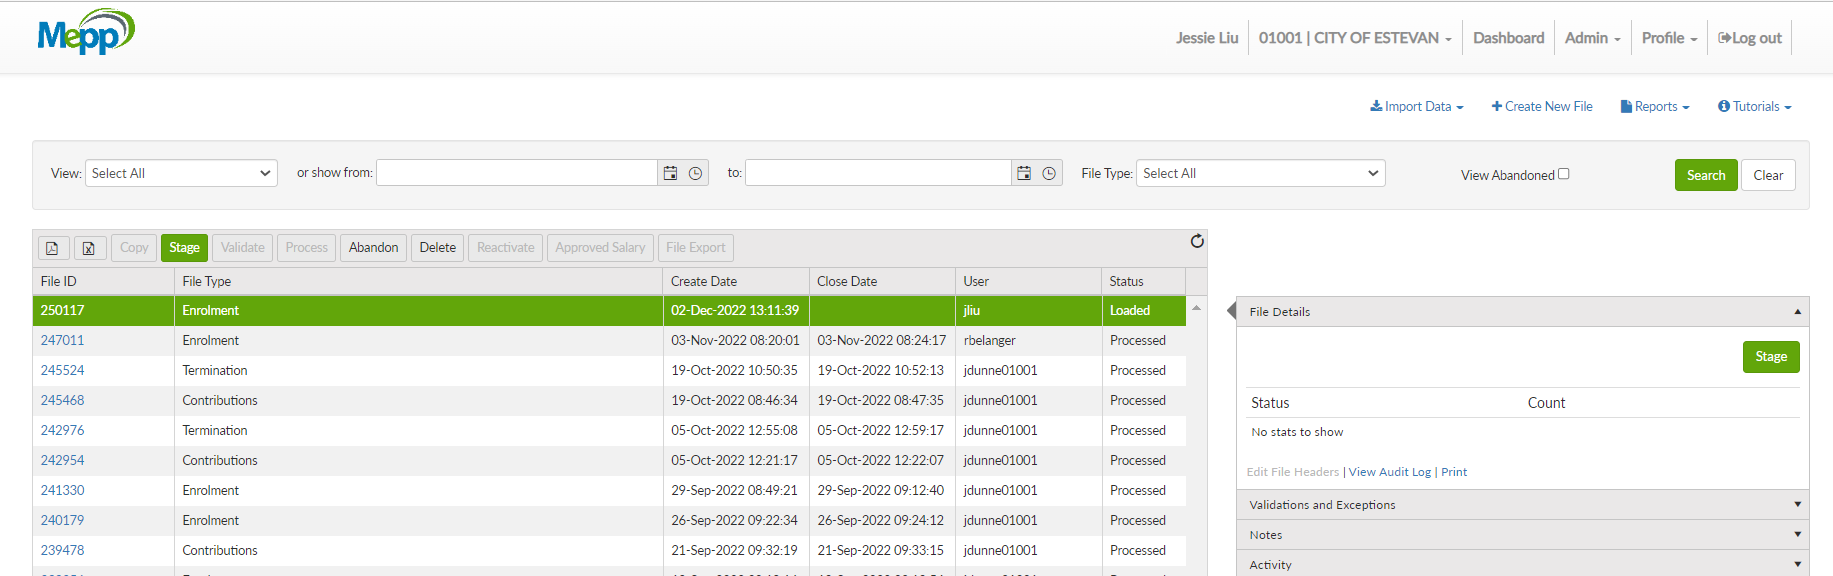 Mepp
Jessie Liu 01001 | CITY OF ESTEVAN Dashboard Admin Profile Log out
Import Data Create New File Reports Tutorials
View: Select All or show from: to: File Type: Select All View Abandoned Search Clear
Copy Stage Validate Process Abandon Delete Reactivate Approved Salary File Export
File ID File Type Create Date Close Date User Status
250117 Enrolment 02-Dec-2022 13:11:39 jliu Loaded
247011 Enrolment 03-Nov-2022 08:20:01 03-Nov-2022 08:24:17 rbelanger Processed
245524 Termination 19-Oct-2022 10:50:35 19-Oct-2022 10:52:13 jdunne01001 Processed
245468 Contributions 19-Oct-2022 08:46:34 19-Oct-2022 08:47:35 jdunne01001 Processed
242976 Termination 05-Oct-2022 12:55:08 05-Oct-2022 12:59:17 jdunne01001 Processed
242954 Contributions 05-Oct-2022 12:21:17 05-Oct-2022 12:22:07 jdunne01001 Processed
241330 Enrolment 29-Sep-2022 08:49:21 29-Sep-2022 09:12:40 jdunne01001 Processed
240179 Enrolment 26-Sep-2022 09:22:34 26-Sep-2022 09:24:12 jdunne01001 Processed
239478 Contributions 21-Sep-2022 09:32:19 21-Sep-2022 09:33:15 jdunne01001 Processed
File Details
Stage
Status Count
No stats to show
Edit File Headers | View Audit Log | Print
Validations and Exceptions
Notes
Activity